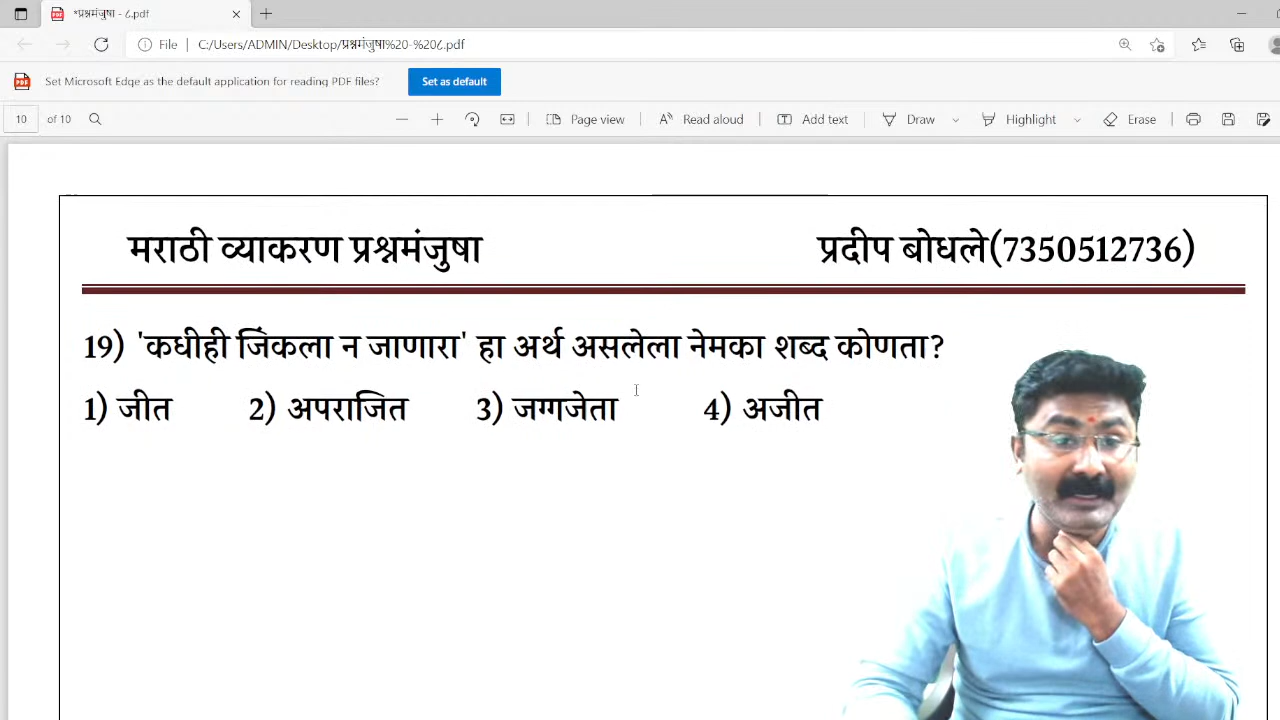 *प्रश्नमंजुषा - ८.pdf
File C:/Users/ADMIN/Desktop/प्रश्नमंजुषा%20-%20८.pdf
Set Microsoft Edge as the default application for reading PDF files? Set as default
10 of 10 Page view Read aloud Add text Draw Highlight Erase
मराठी व्याकरण प्रश्नमंजुषा प्रदीप बोधले(7350512736)
19) 'कधीही जिंकला न जाणारा' हा अर्थ असलेला नेमका शब्द कोणता?
1) जीत 2) अपराजित 3) जग्गजेता 4) अजीत